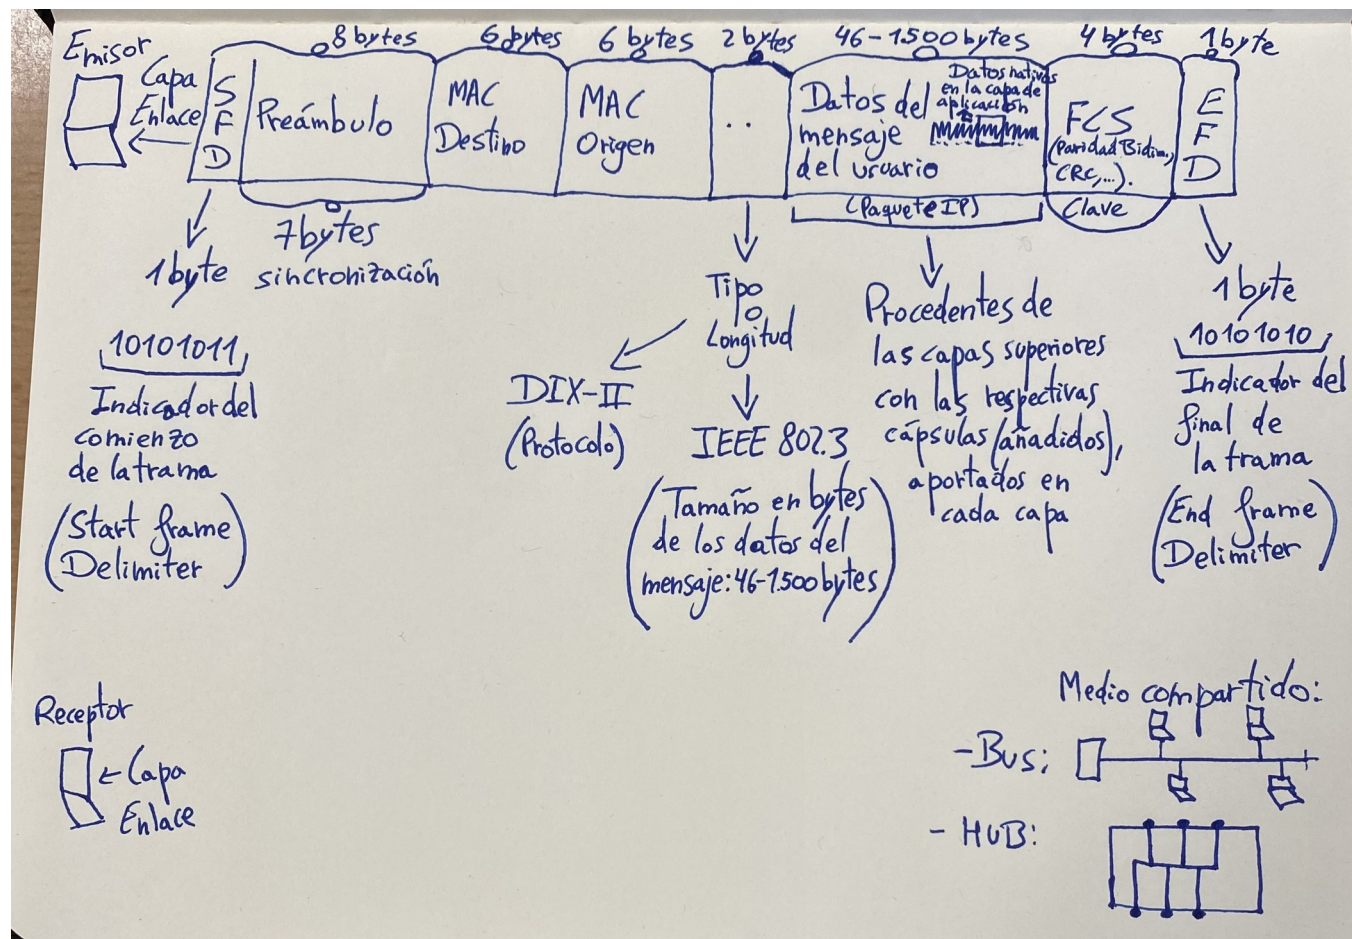 Emisor
Capa
Enlace
8 bytes
6 bytes
6 bytes
2 bytes
46-1500 bytes
4 bytes
1 byte
S
F
D
Preámbulo
MAC
Destino
MAC
Origen
..
Datos del
mensaje
del usuario
Datos nativos
en la capa de
aplicación
FCS
(Paridad Bidim.,
CRC,...).
E
F
D
(Paquete IP)
Clave
7 bytes
sincronización
1 byte
10101011,
Indicador del
comienzo
de la trama
(Start frame
Delimiter)
Tipo
o
Longitud
DIX-II
(Protocolo)
IEEE 802.3
(Tamaño en bytes
de los datos del
mensaje: 46-1500 bytes)
Procedentes de
las capas superiores
con las respectivas
cápsulas (añadidos),
aportados en
cada capa
1 byte
10101010,
Indicador del
final de
la trama
(End frame
Delimiter)
Receptor
Capa
Enlace
Medio compartido:
-Bus:
- HUB: